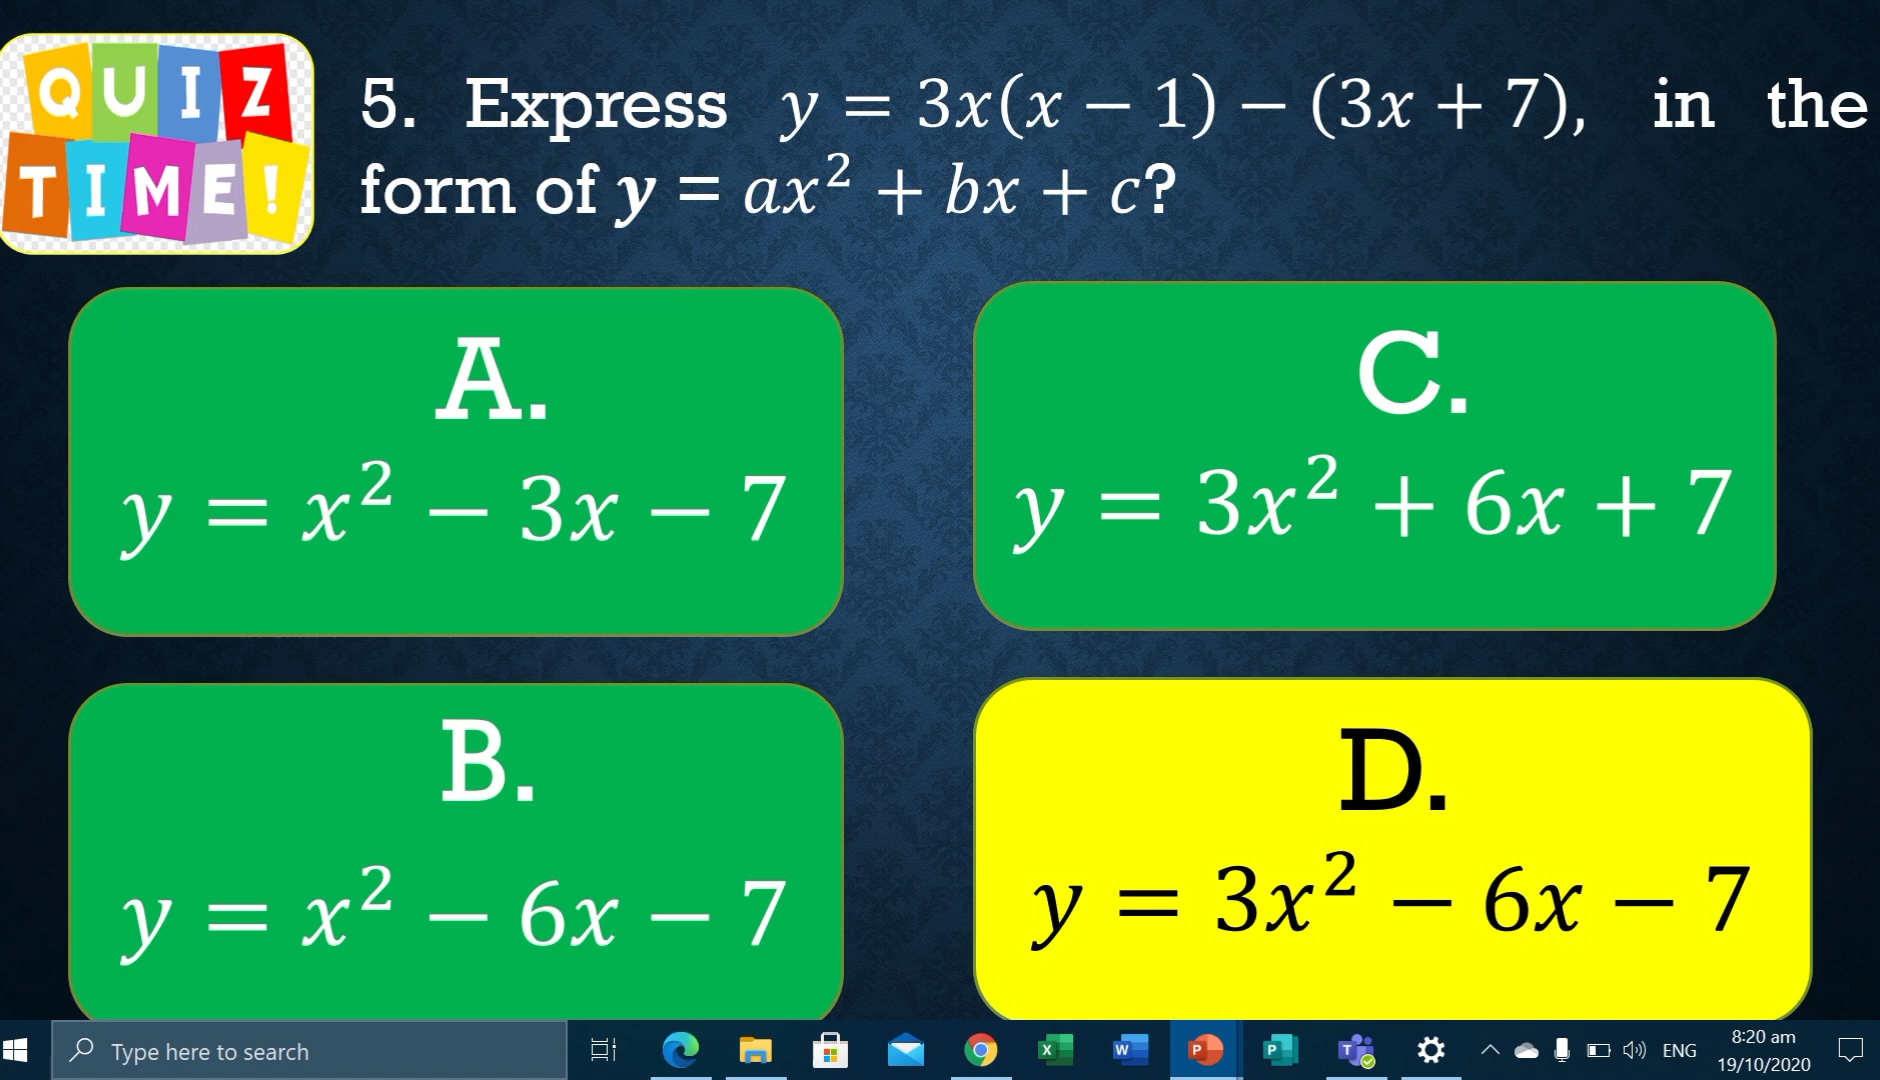 QUIZ
TIME!
5. Express y = 3x(x − 1) − (3x + 7), in the
form of y = ax² + bx + c?
A.
y = x² − 3x − 7
C.
y = 3x² + 6x + 7
B.
y = x² − 6x − 7
D.
y = 3x² − 6x − 7
Type here to search
ENG
8:20 am
19/10/2020